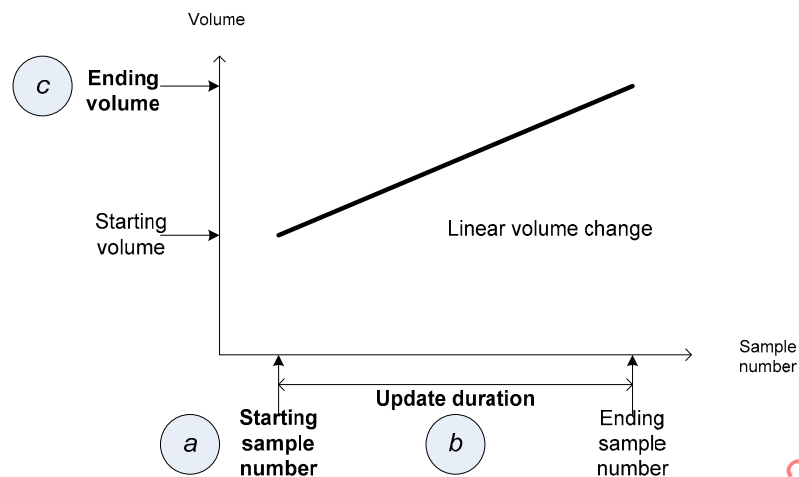 Volume
c
Ending
volume
Starting
volume
Linear volume change
Sample
number
Update duration
a
Starting
sample
number
b
Ending
sample
number